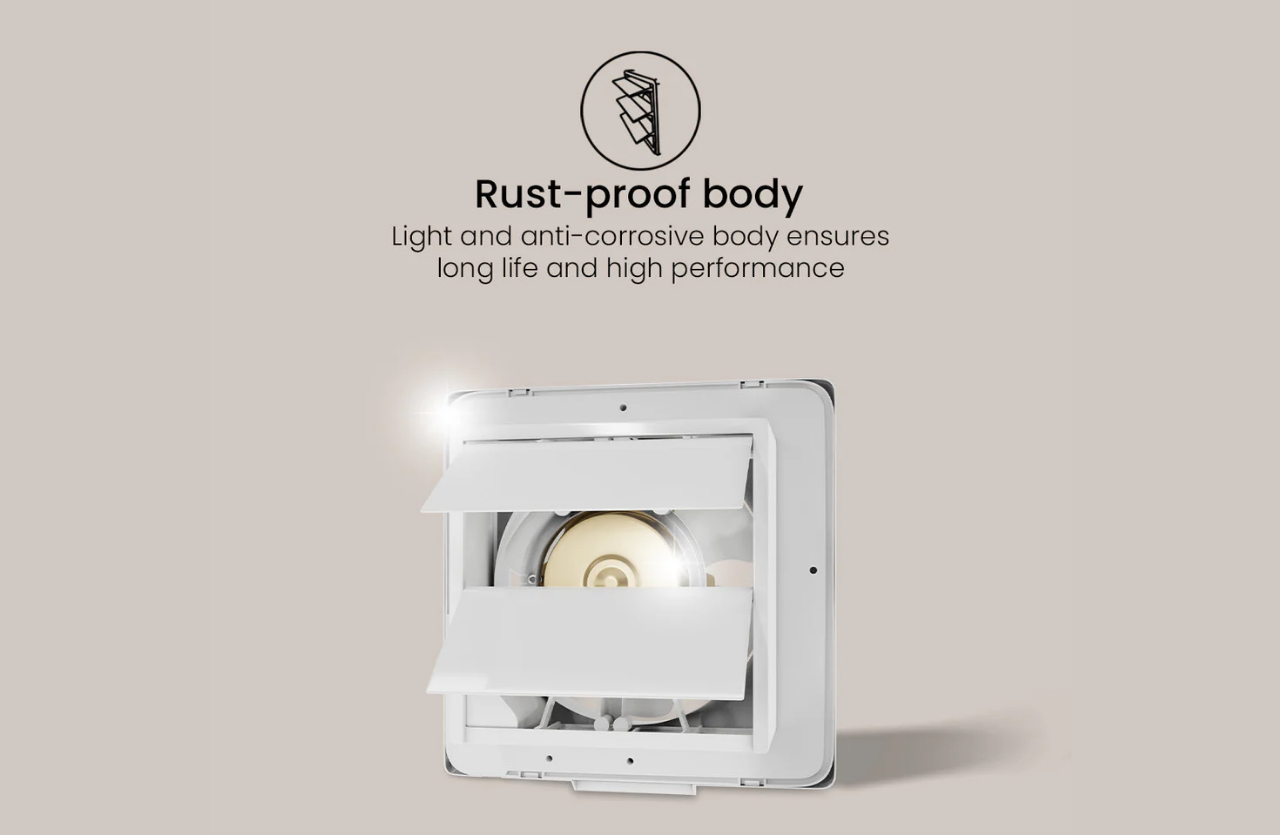 Rust-proof body
Light and anti-corrosive body ensures
long life and high performance